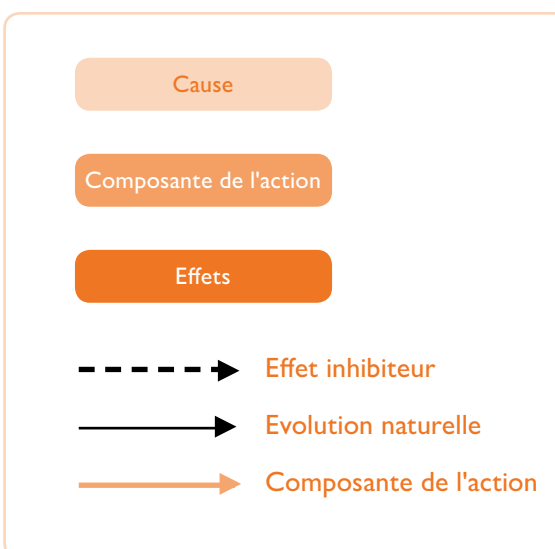 Cause
Composante de l'action
Effets
Effet inhibiteur
Evolution naturelle
Composante de l'action